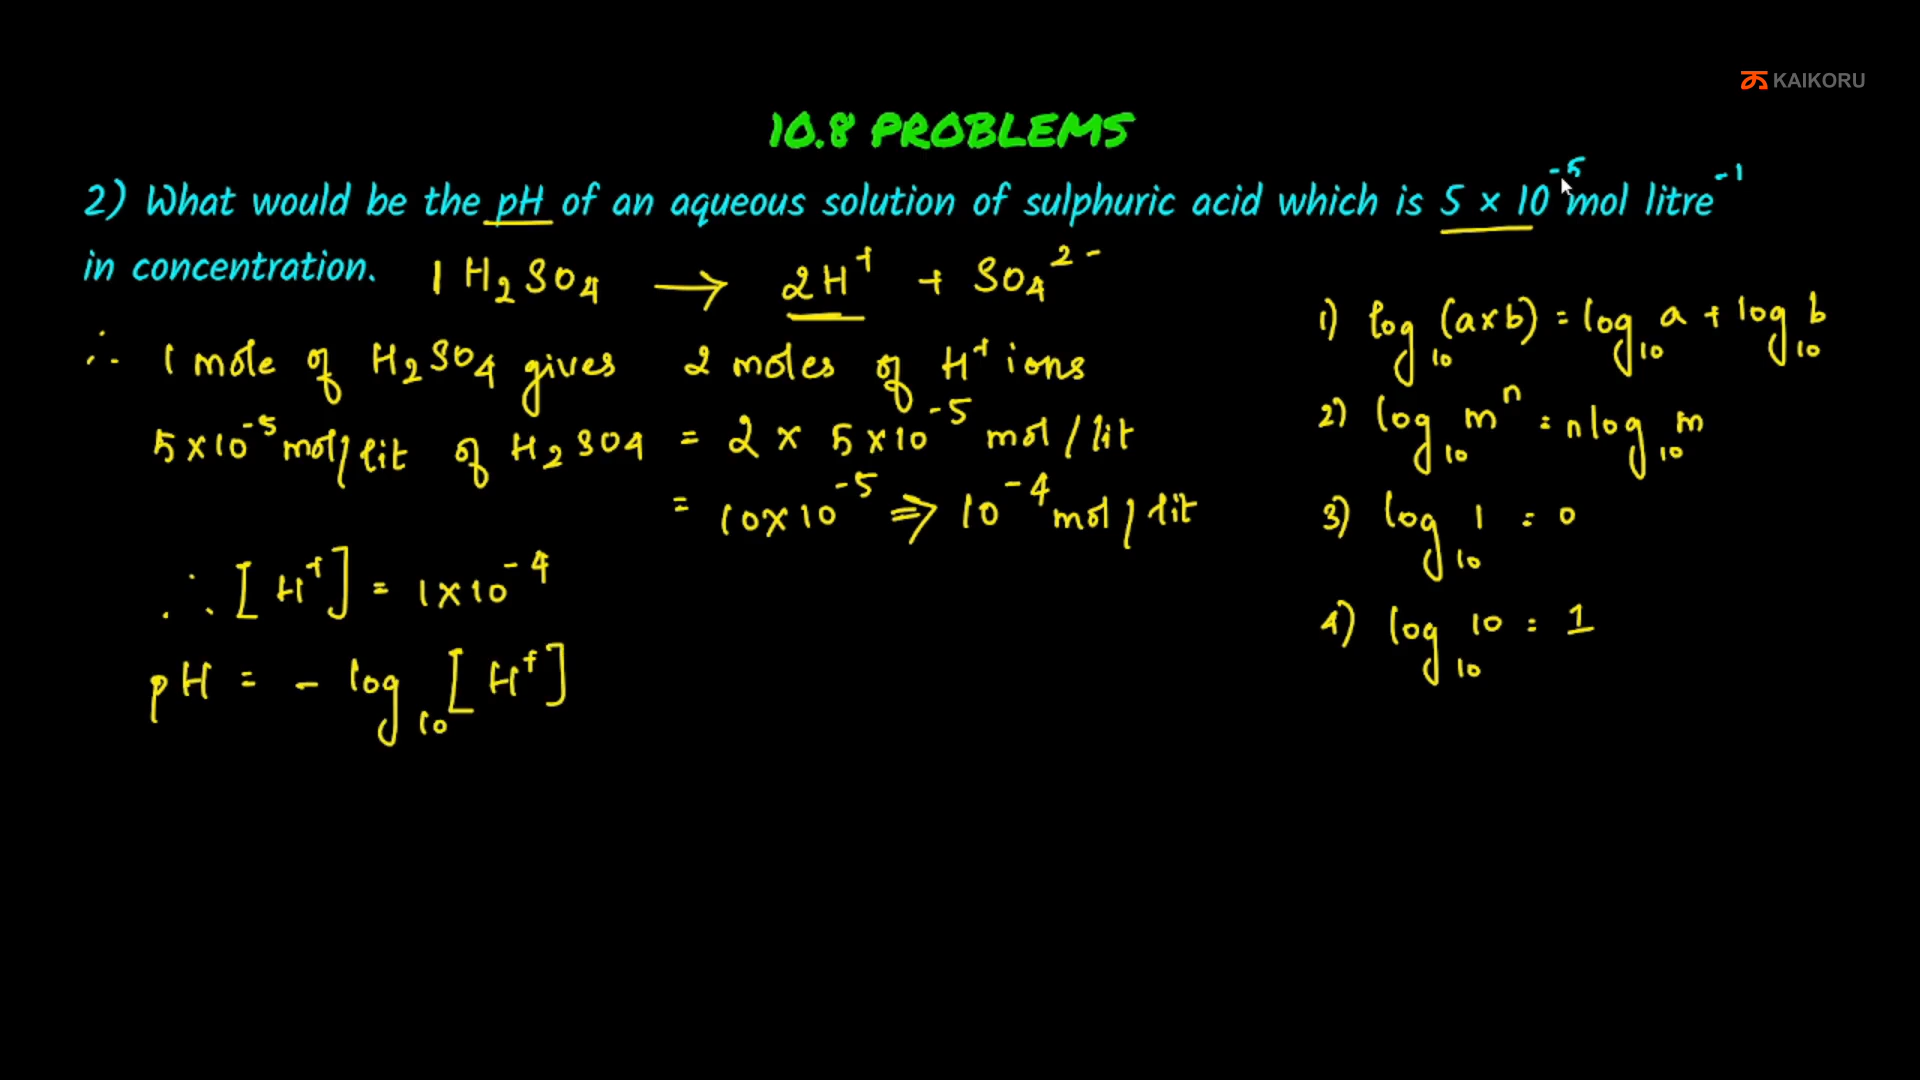 KAIKORU
10.8 PROBLEMS
2) What would be the pH of an aqueous solution of sulphuric acid which is 5 × 10⁻⁵ mol litre⁻¹
in concentration. 1 H₂SO₄ → 2H⁺ + SO₄²⁻
∴ 1 mole of H₂SO₄ gives 2 moles of H⁺ ions
5×10⁻⁵ mol/lit of H₂SO₄ = 2 × 5×10⁻⁵ mol/lit
= 10×10⁻⁵ ⇒ 10⁻⁴ mol/lit
∴ [H⁺] = 1×10⁻⁴
pH = - log₁₀ [H⁺]
1) log₁₀ (a×b) = log₁₀ a + log₁₀ b
2) log₁₀ mⁿ = n log₁₀ m
3) log₁₀ 1 = 0
4) log₁₀ 10 = 1